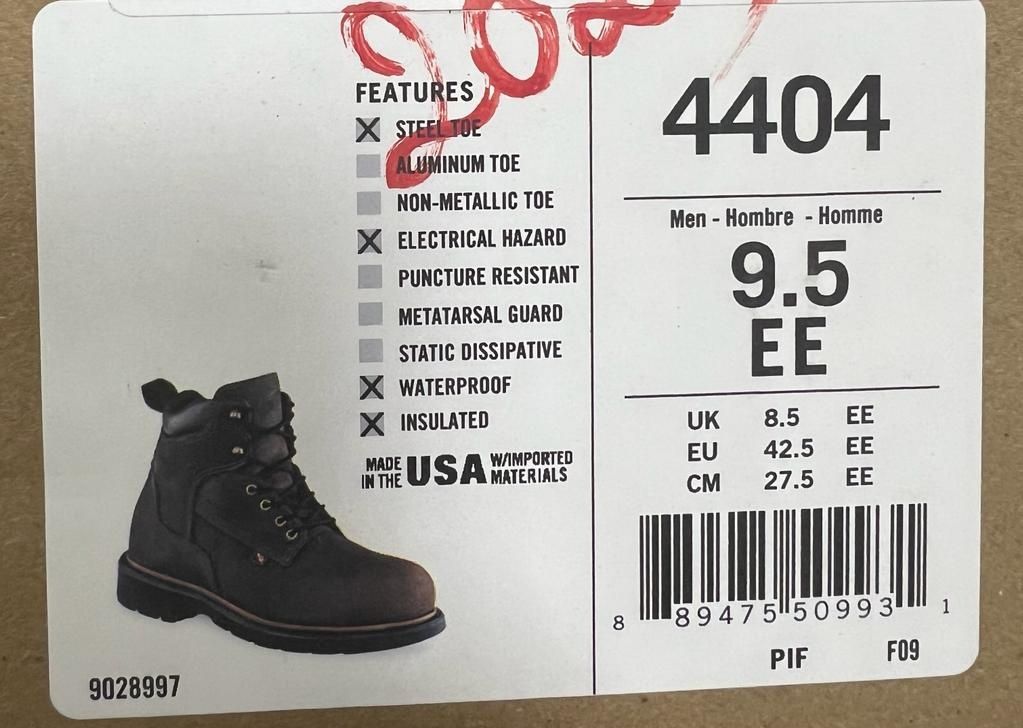 FEATURES
STEEL TOE
ALUMINUM TOE
NON-METALLIC TOE
ELECTRICAL HAZARD
PUNCTURE RESISTANT
METATARSAL GUARD
STATIC DISSIPATIVE
WATERPROOF
INSULATED
MADE IN THE USA W/IMPORTED MATERIALS
9028997
4404
Men - Hombre - Homme
9.5
EE
UK 8.5 EE
EU 42.5 EE
CM 27.5 EE
8 89475 50993 1
PIF F09